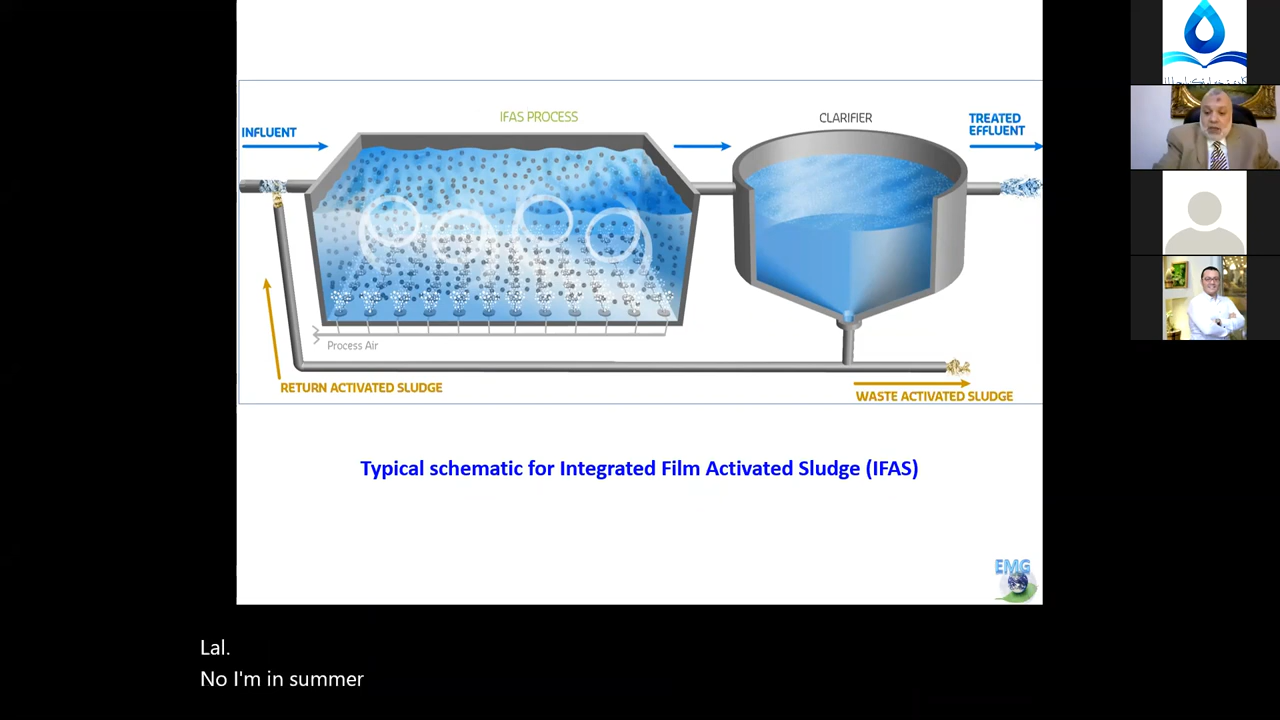 IFAS PROCESS
CLARIFIER
INFLUENT
TREATED
EFFLUENT
Process Air
RETURN ACTIVATED SLUDGE
WASTE ACTIVATED SLUDGE
Typical schematic for Integrated Film Activated Sludge (IFAS)
EMG
Lal.
No I'm in summer